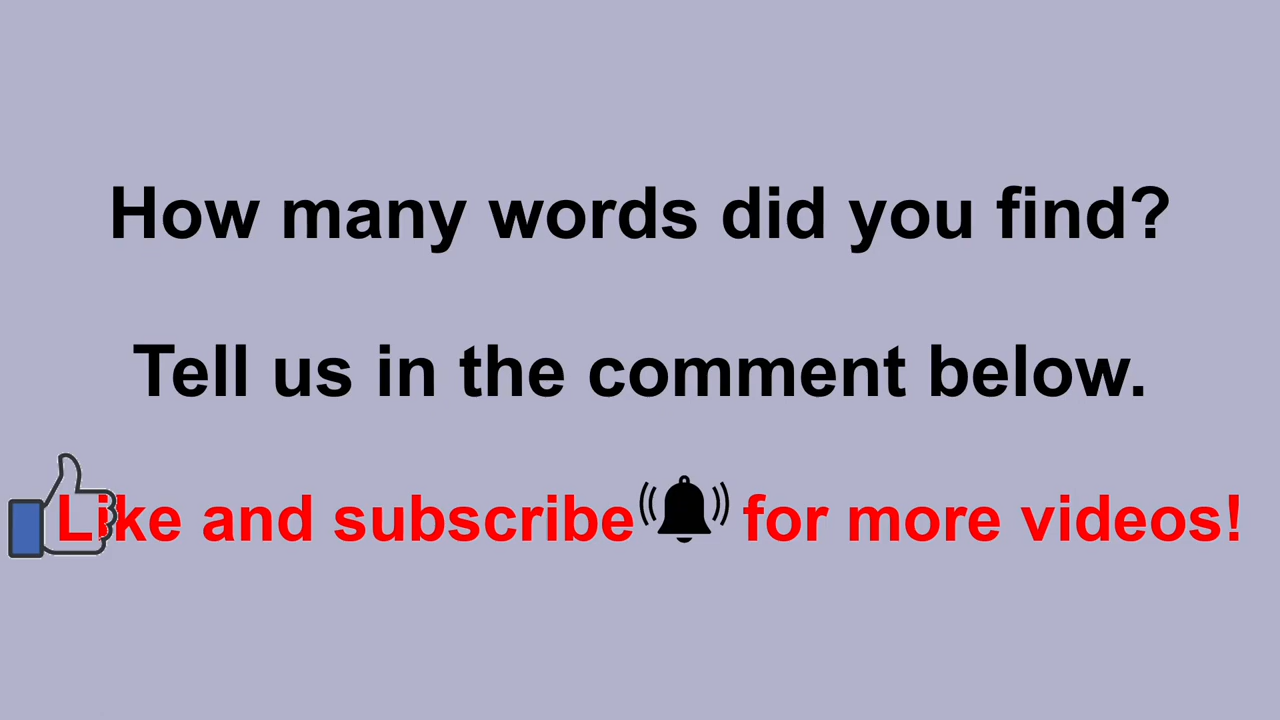 How many words did you find?
Tell us in the comment below.
Like and subscribe for more videos!